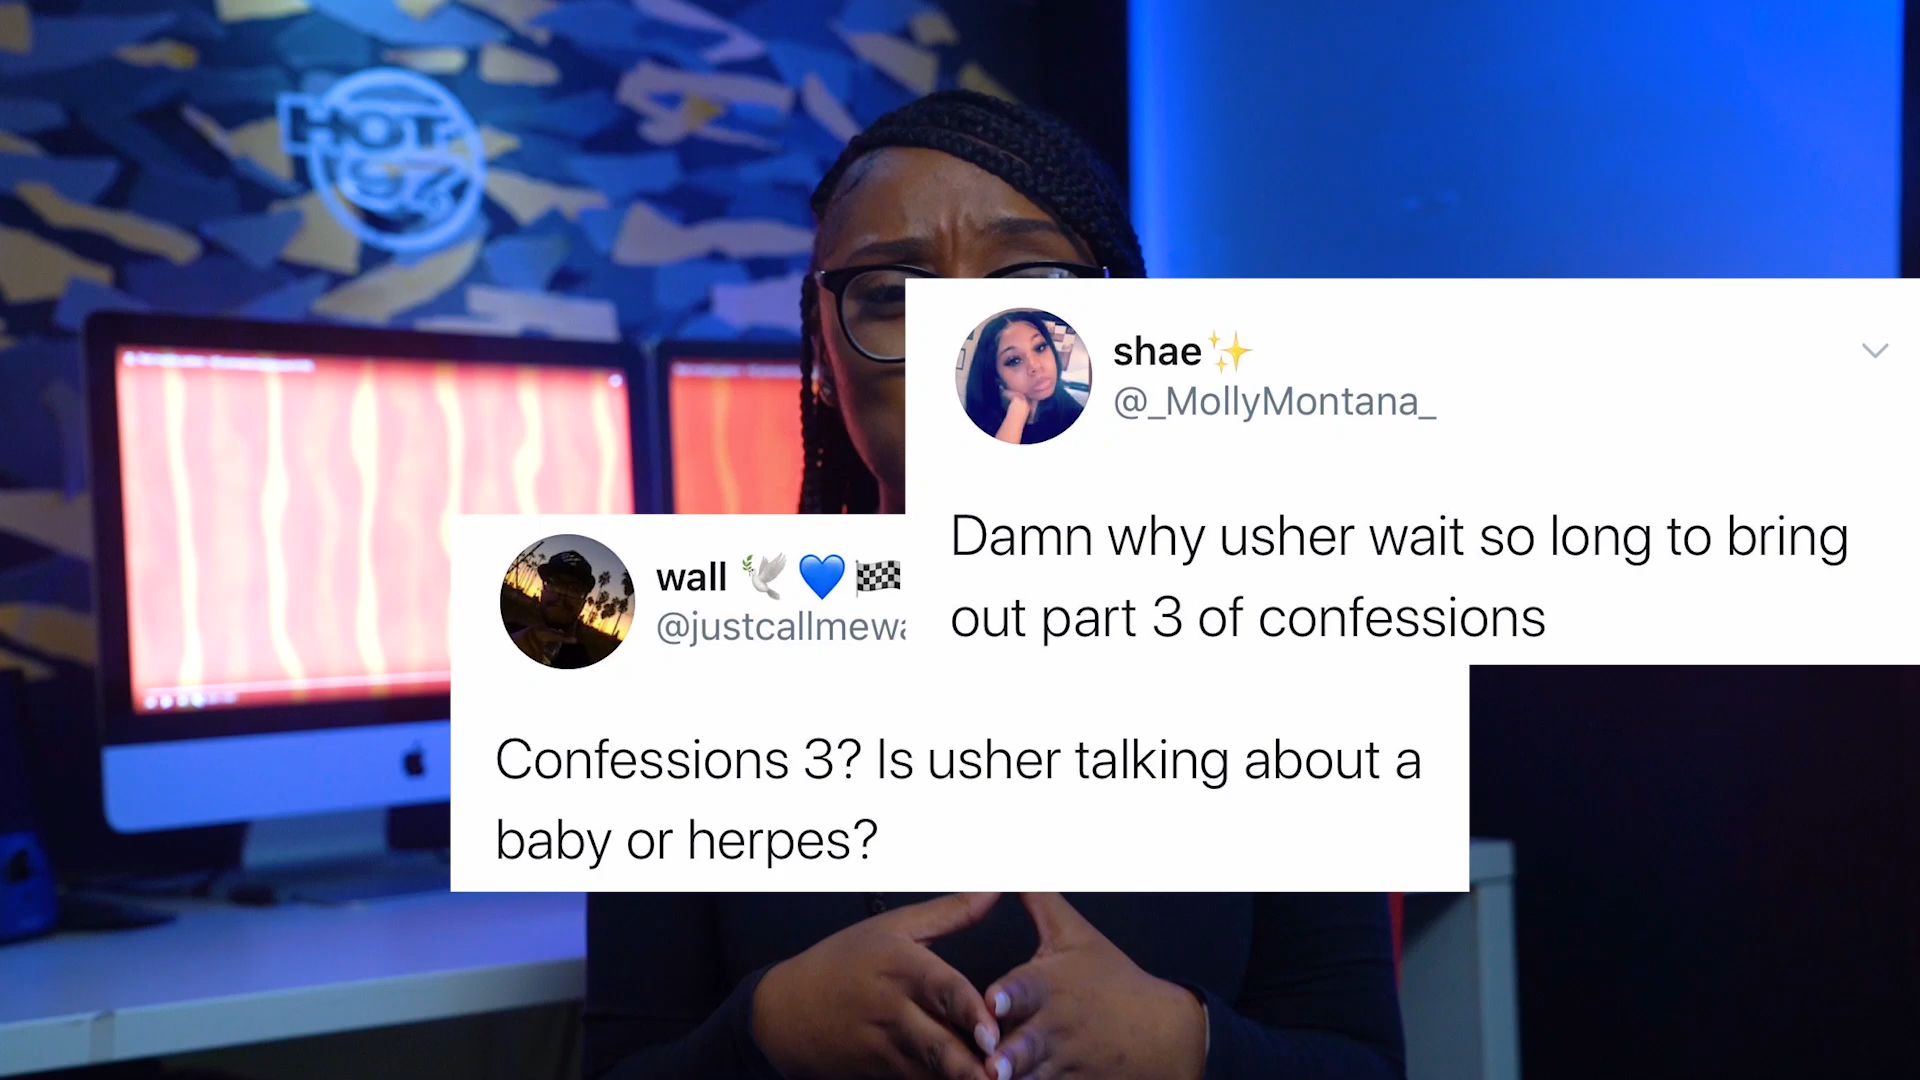 HOT
97
shae✨
@_MollyMontana_
Damn why usher wait so long to bring
out part 3 of confessions
wall 🕊️💙🏁
@justcallmewa
Confessions 3? Is usher talking about a
baby or herpes?